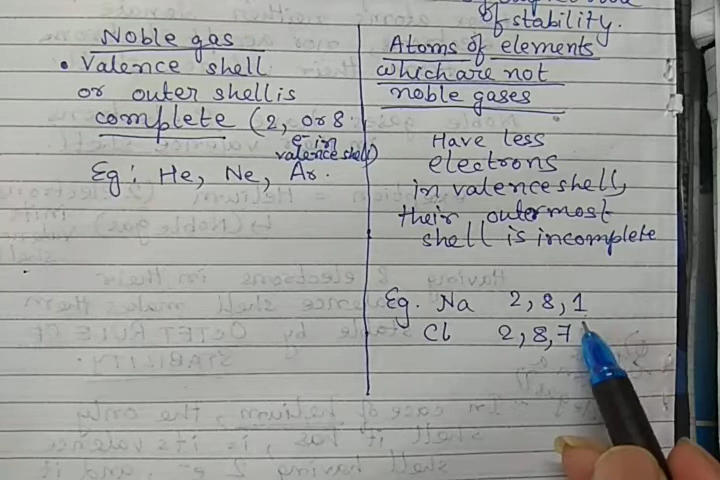 of stability.
Noble gas
• Valence shell
or outer shell is
complete (2, or 8
e- in
valence shell)
Eg: He, Ne, Ar.
Atoms of elements
which are not
noble gases
Have less
electrons
in valence shell,
their outermost
shell is incomplete
Eg. Na 2, 8, 1
Cl 2, 8, 7